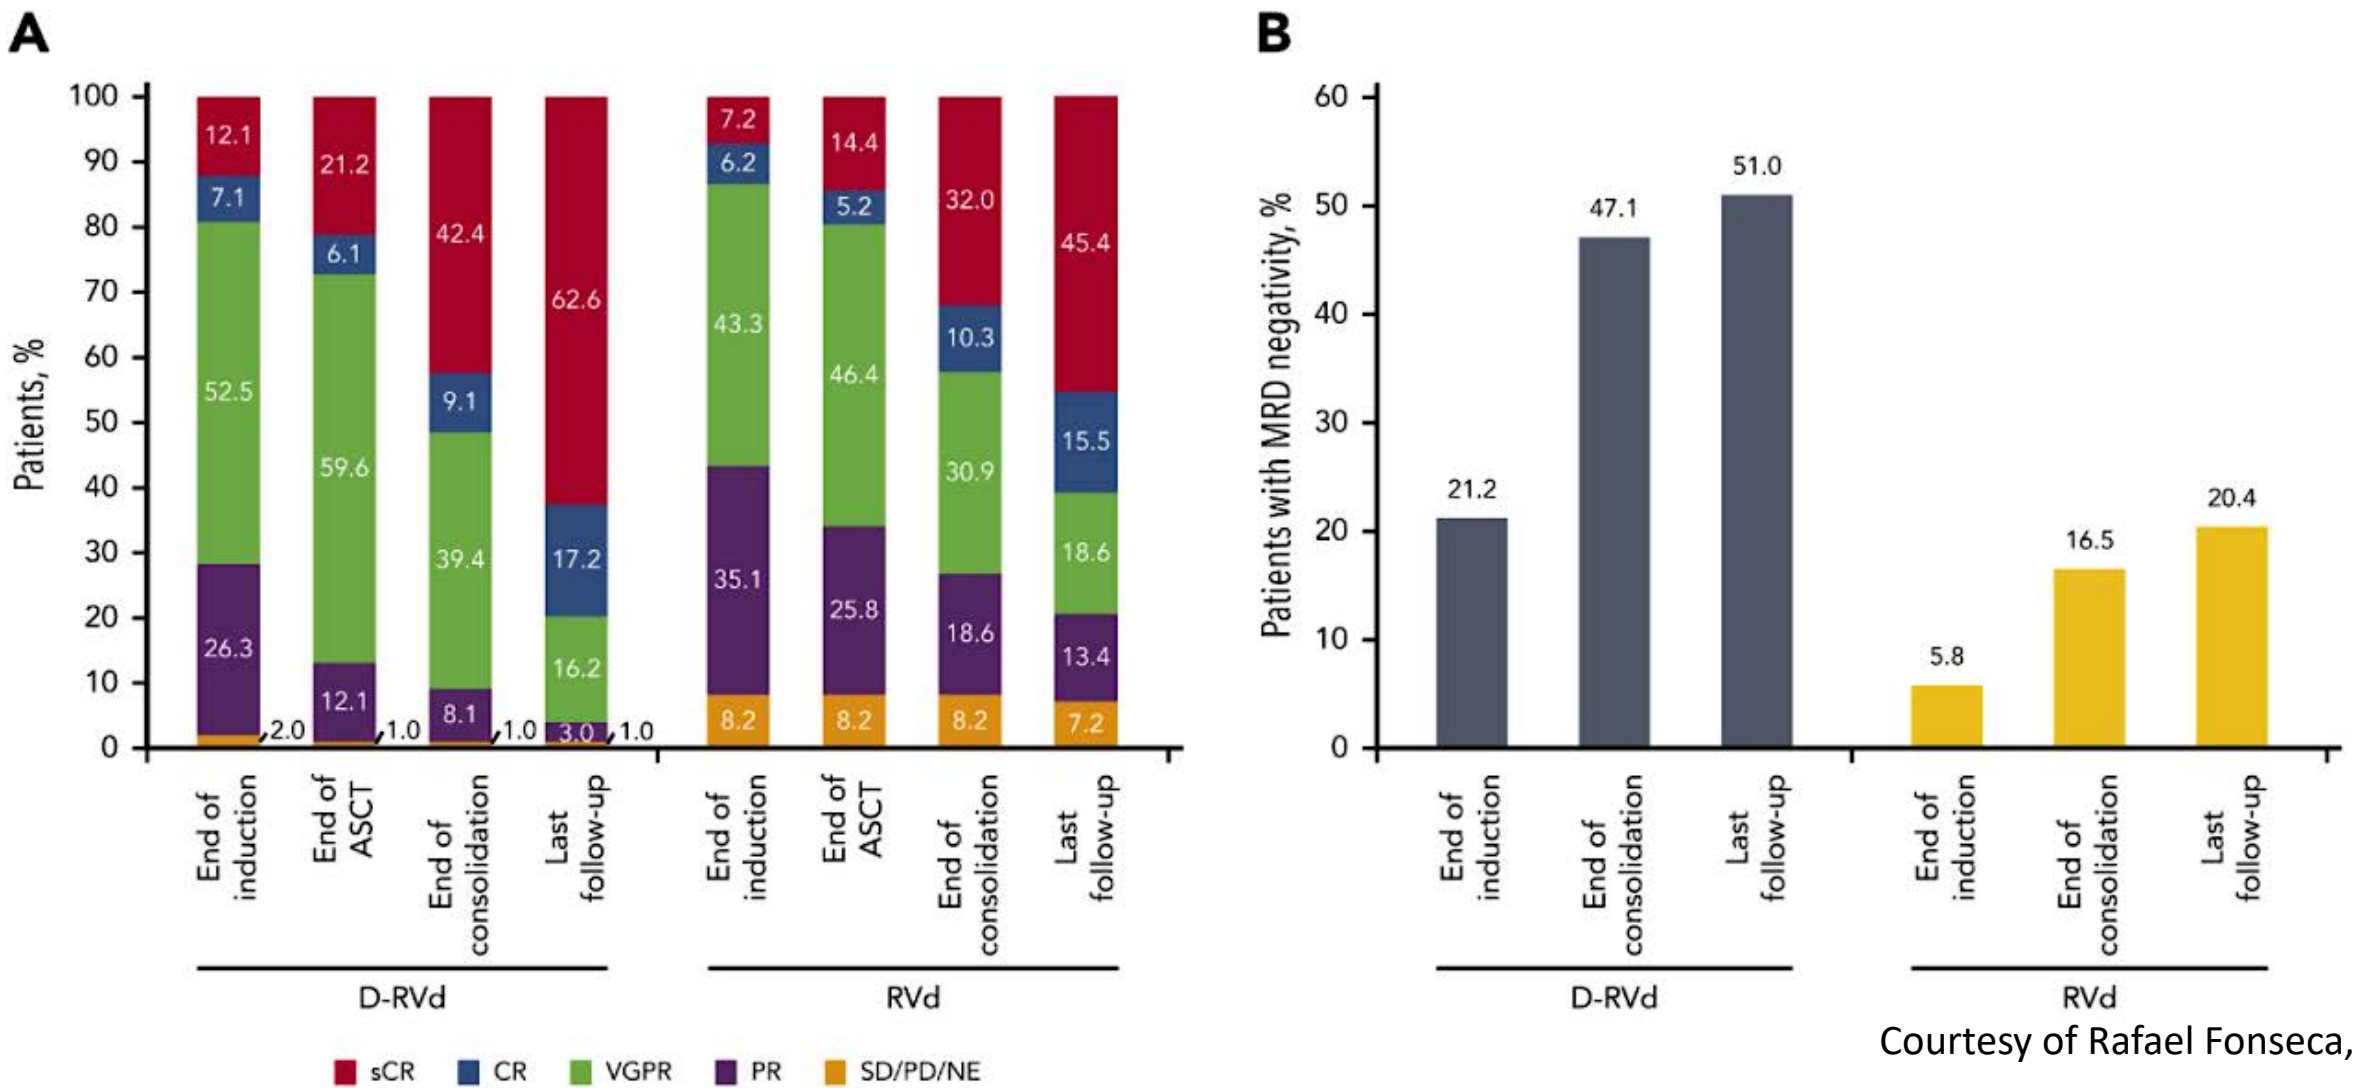 A
Patients, %
100
90
80
70
60
50
40
30
20
10
0
12.1
7.1
52.5
26.3
2.0
21.2
6.1
59.6
12.1
1.0
42.4
9.1
39.4
8.1
1.0
62.6
17.2
16.2
3.0
1.0
7.2
6.2
43.3
35.1
8.2
14.4
5.2
46.4
25.8
8.2
32.0
10.3
30.9
18.6
8.2
45.4
15.5
18.6
13.4
7.2
End of
induction
End of
ASCT
End of
consolidation
Last
follow-up
End of
induction
End of
ASCT
End of
consolidation
Last
follow-up
D-RVd
RVd
sCR
CR
VGPR
PR
SD/PD/NE
B
Patients with MRD negativity, %
60
50
40
30
20
10
0
21.2
47.1
51.0
5.8
16.5
20.4
End of
induction
End of
consolidation
Last
follow-up
End of
induction
End of
consolidation
Last
follow-up
D-RVd
RVd
Courtesy of Rafael Fonseca,